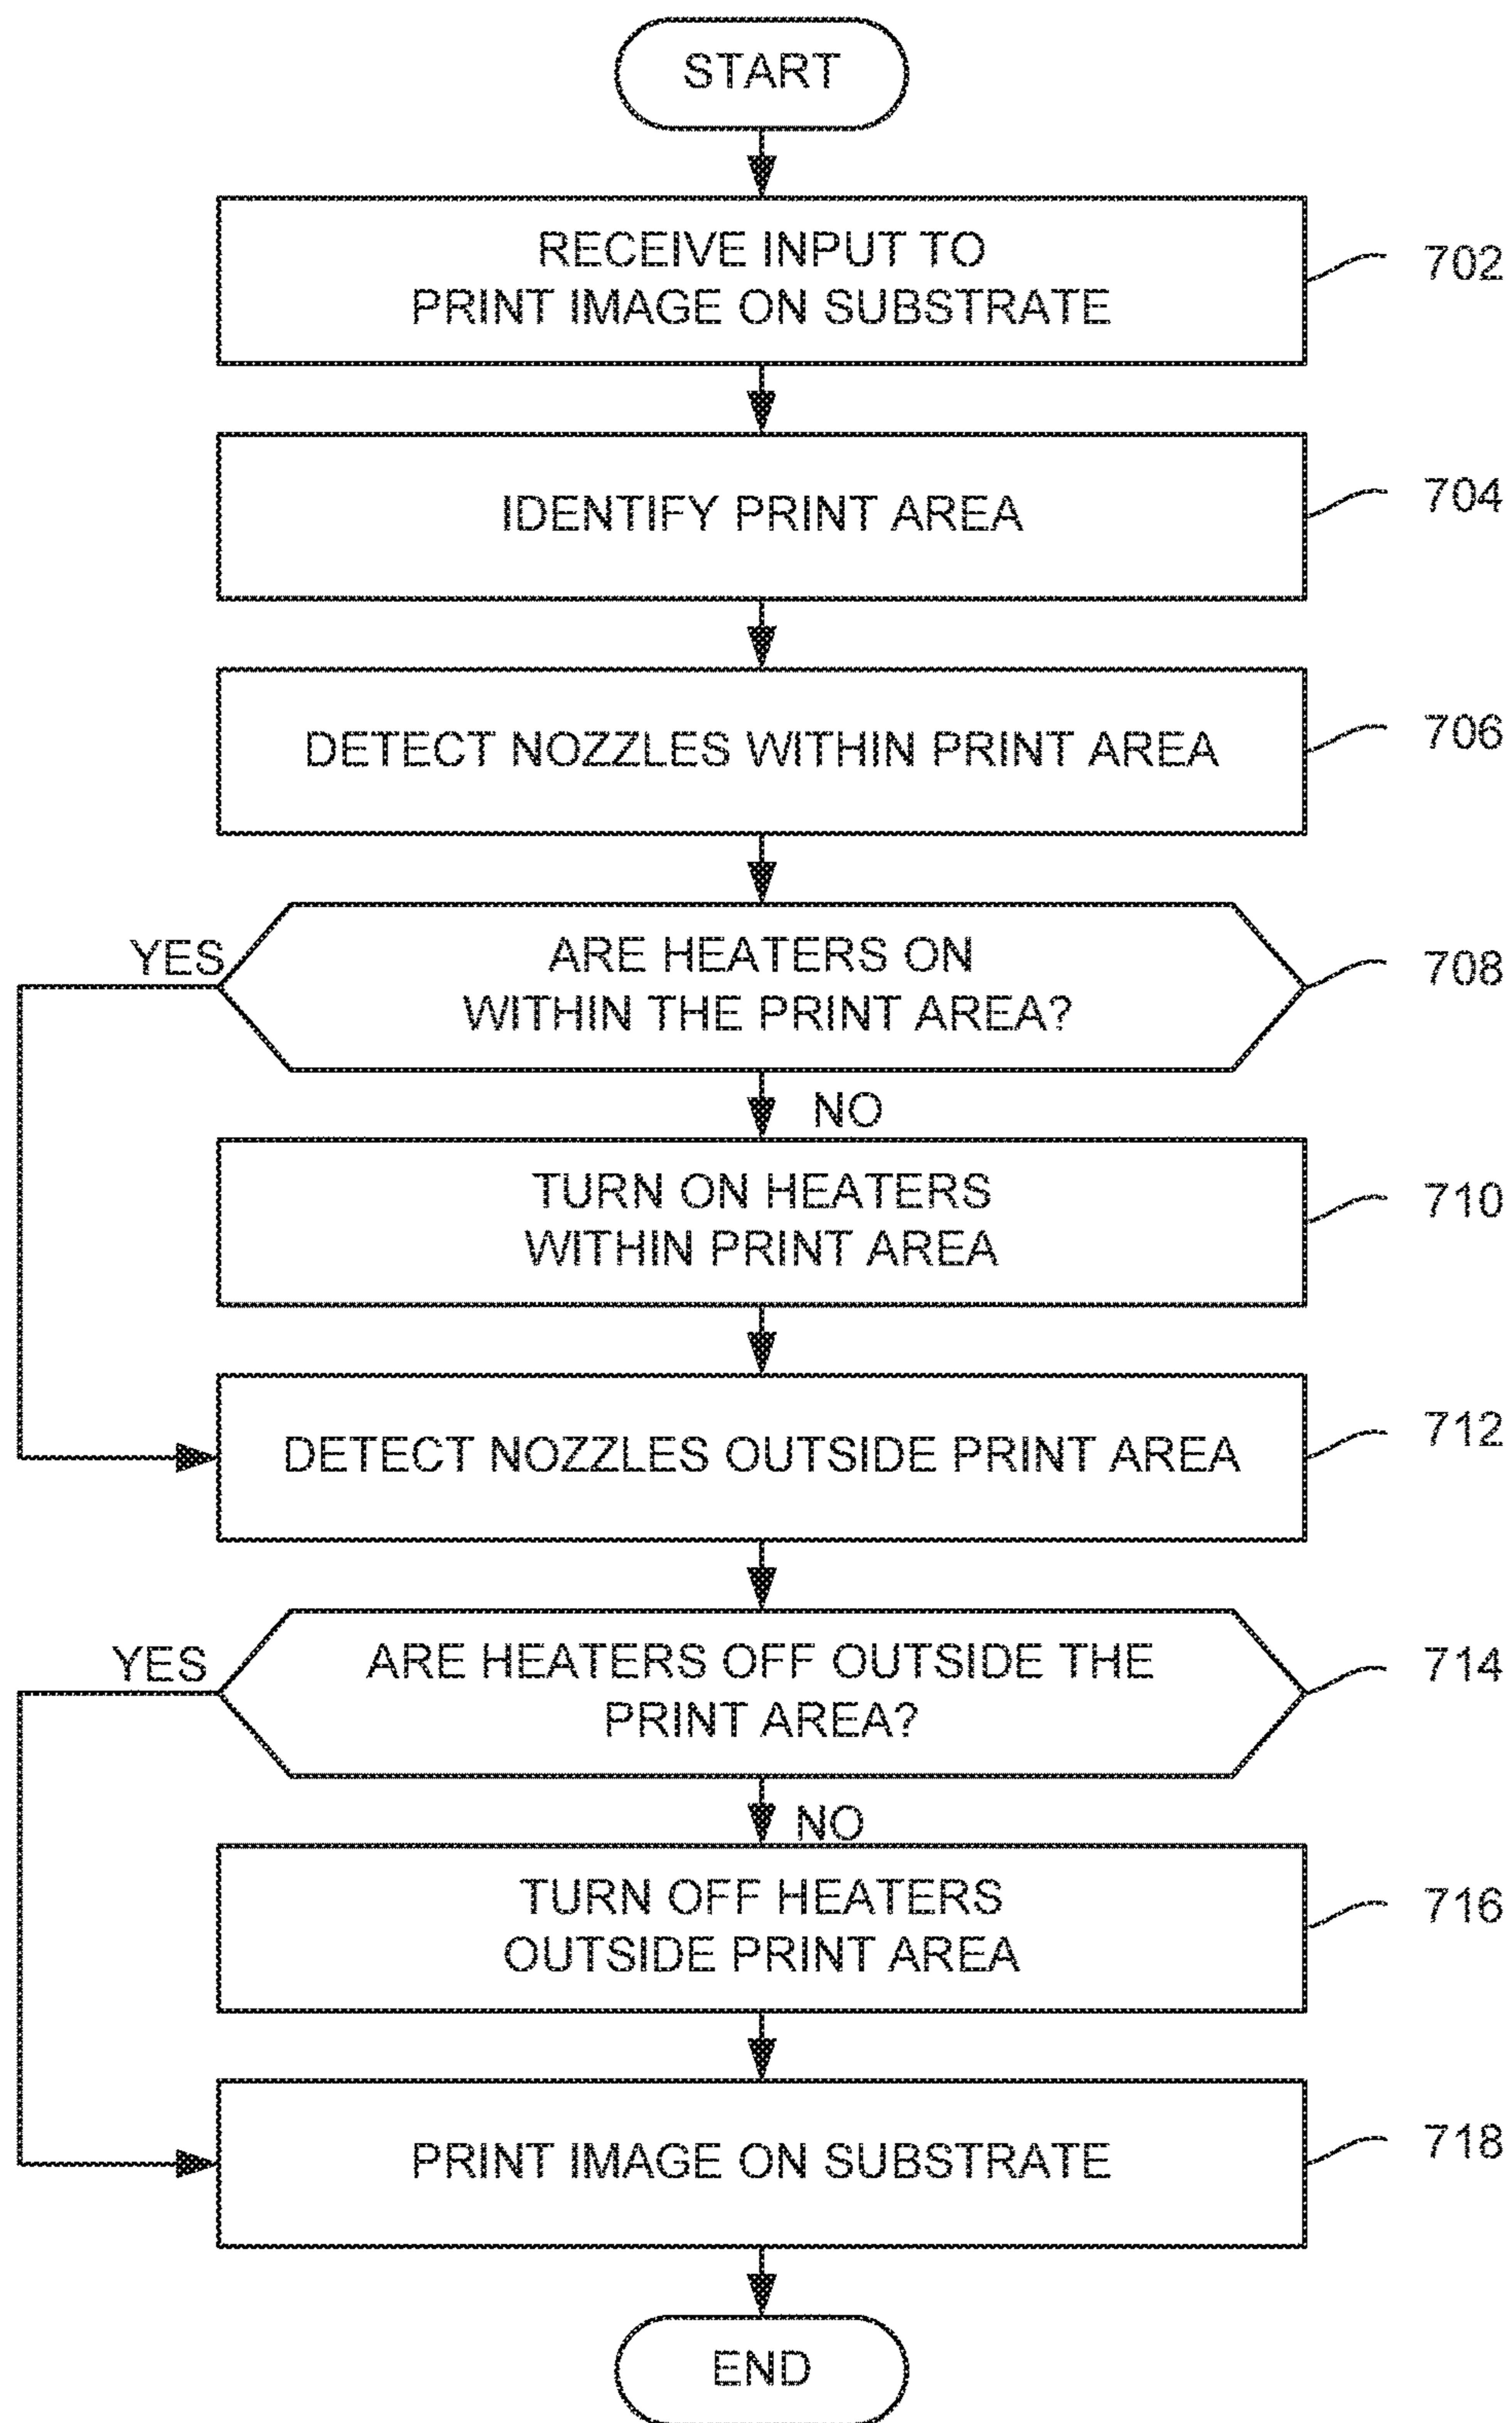 START
RECEIVE INPUT TO
PRINT IMAGE ON SUBSTRATE
702
IDENTIFY PRINT AREA
704
DETECT NOZZLES WITHIN PRINT AREA
706
YES
ARE HEATERS ON
WITHIN THE PRINT AREA?
708
NO
TURN ON HEATERS
WITHIN PRINT AREA
710
DETECT NOZZLES OUTSIDE PRINT AREA
712
YES
ARE HEATERS OFF OUTSIDE THE
PRINT AREA?
714
NO
TURN OFF HEATERS
OUTSIDE PRINT AREA
716
PRINT IMAGE ON SUBSTRATE
718
END